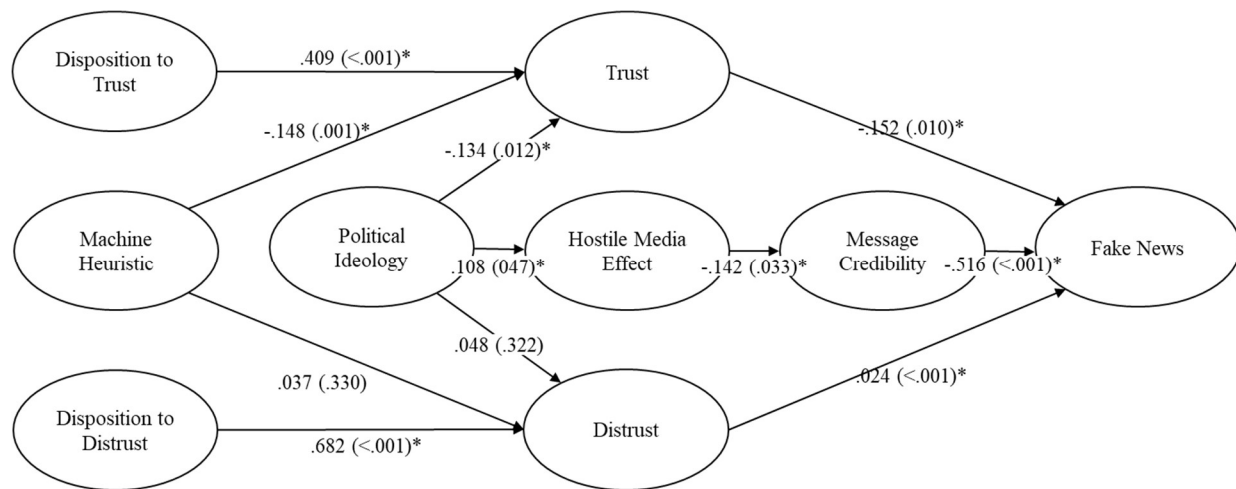 Disposition to
Trust
.409 (<.001)*
Trust
-.148 (.001)*
-.134 (.012)*
-.152 (.010)*
Machine
Heuristic
Political
Ideology
.108 (047)*
Hostile Media
Effect
-.142 (.033)*
Message
Credibility
-.516 (<.001)*
Fake News
.048 (.322)
.037 (.330)
.024 (<.001)*
Disposition to
Distrust
.682 (<.001)*
Distrust